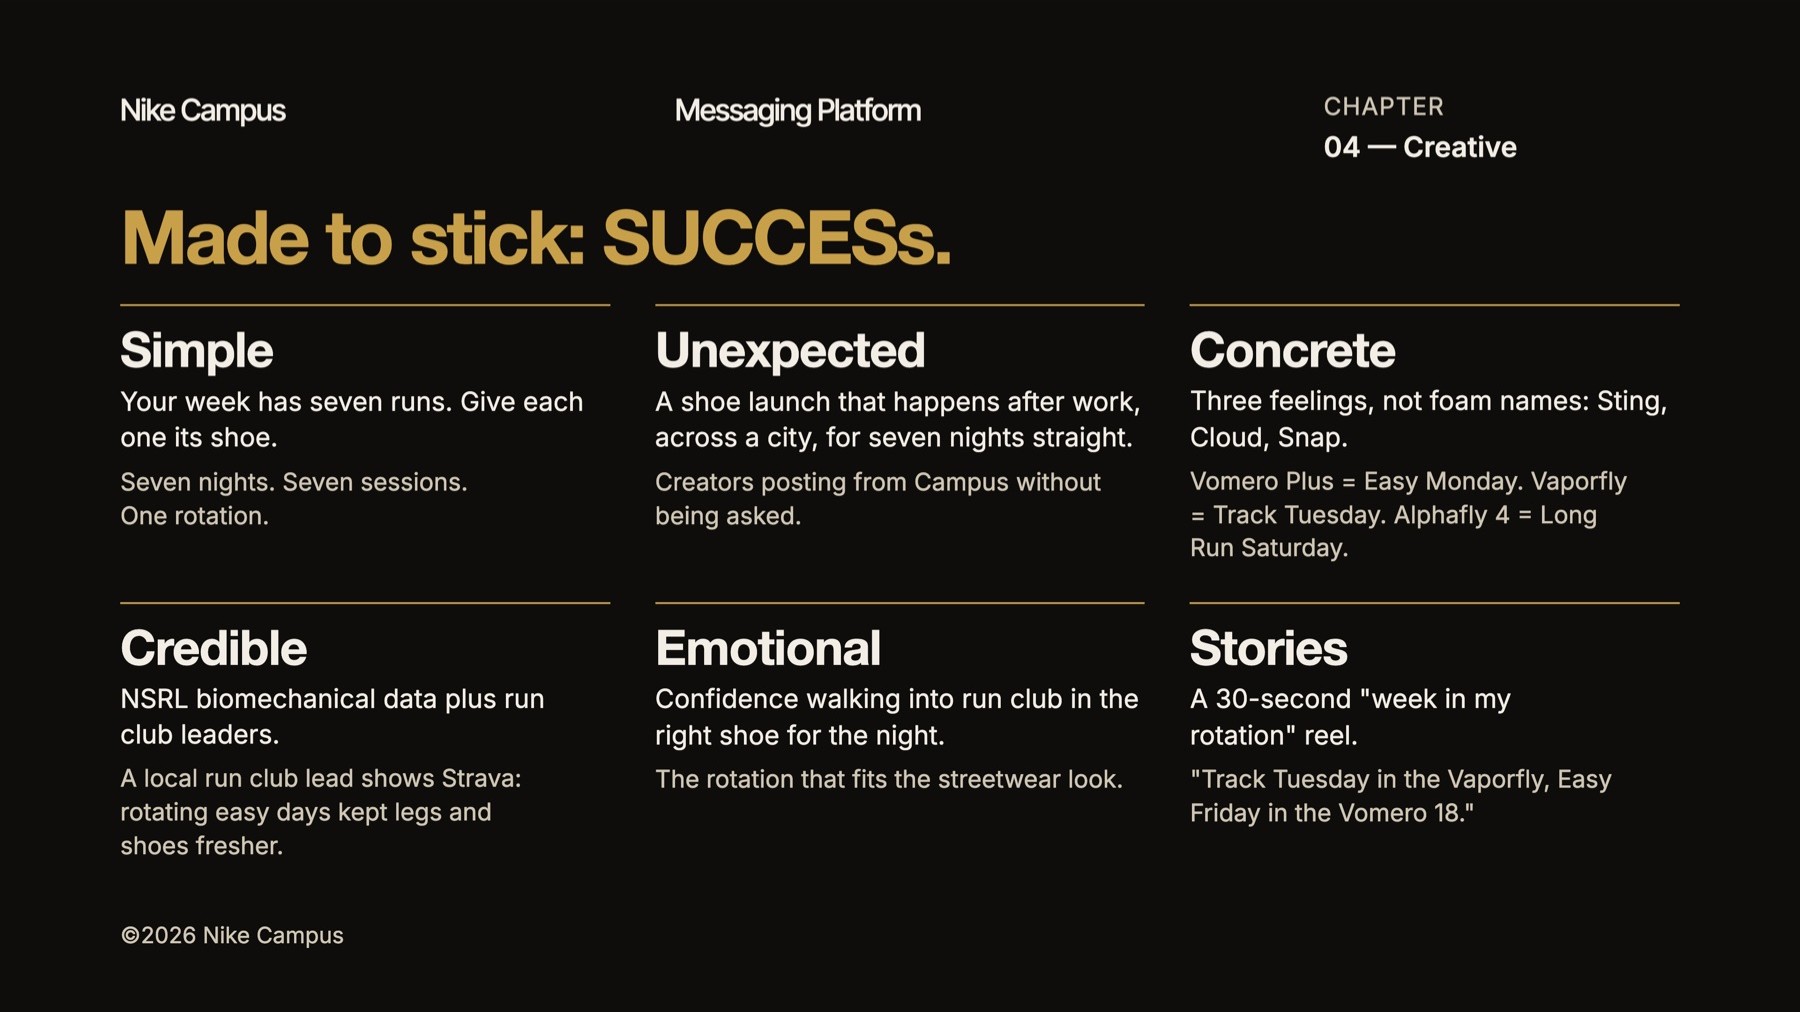 Nike Campus
Messaging Platform
CHAPTER
04 — Creative
Made to stick: SUCCESs.
Simple
Your week has seven runs. Give each
one its shoe.
Seven nights. Seven sessions.
One rotation.
Unexpected
A shoe launch that happens after work,
across a city, for seven nights straight.
Creators posting from Campus without
being asked.
Concrete
Three feelings, not foam names: Sting,
Cloud, Snap.
Vomero Plus = Easy Monday. Vaporfly
= Track Tuesday. Alphafly 4 = Long
Run Saturday.
Credible
NSRL biomechanical data plus run
club leaders.
A local run club lead shows Strava:
rotating easy days kept legs and
shoes fresher.
Emotional
Confidence walking into run club in the
right shoe for the night.
The rotation that fits the streetwear look.
Stories
A 30-second "week in my
rotation" reel.
"Track Tuesday in the Vaporfly, Easy
Friday in the Vomero 18."
©2026 Nike Campus